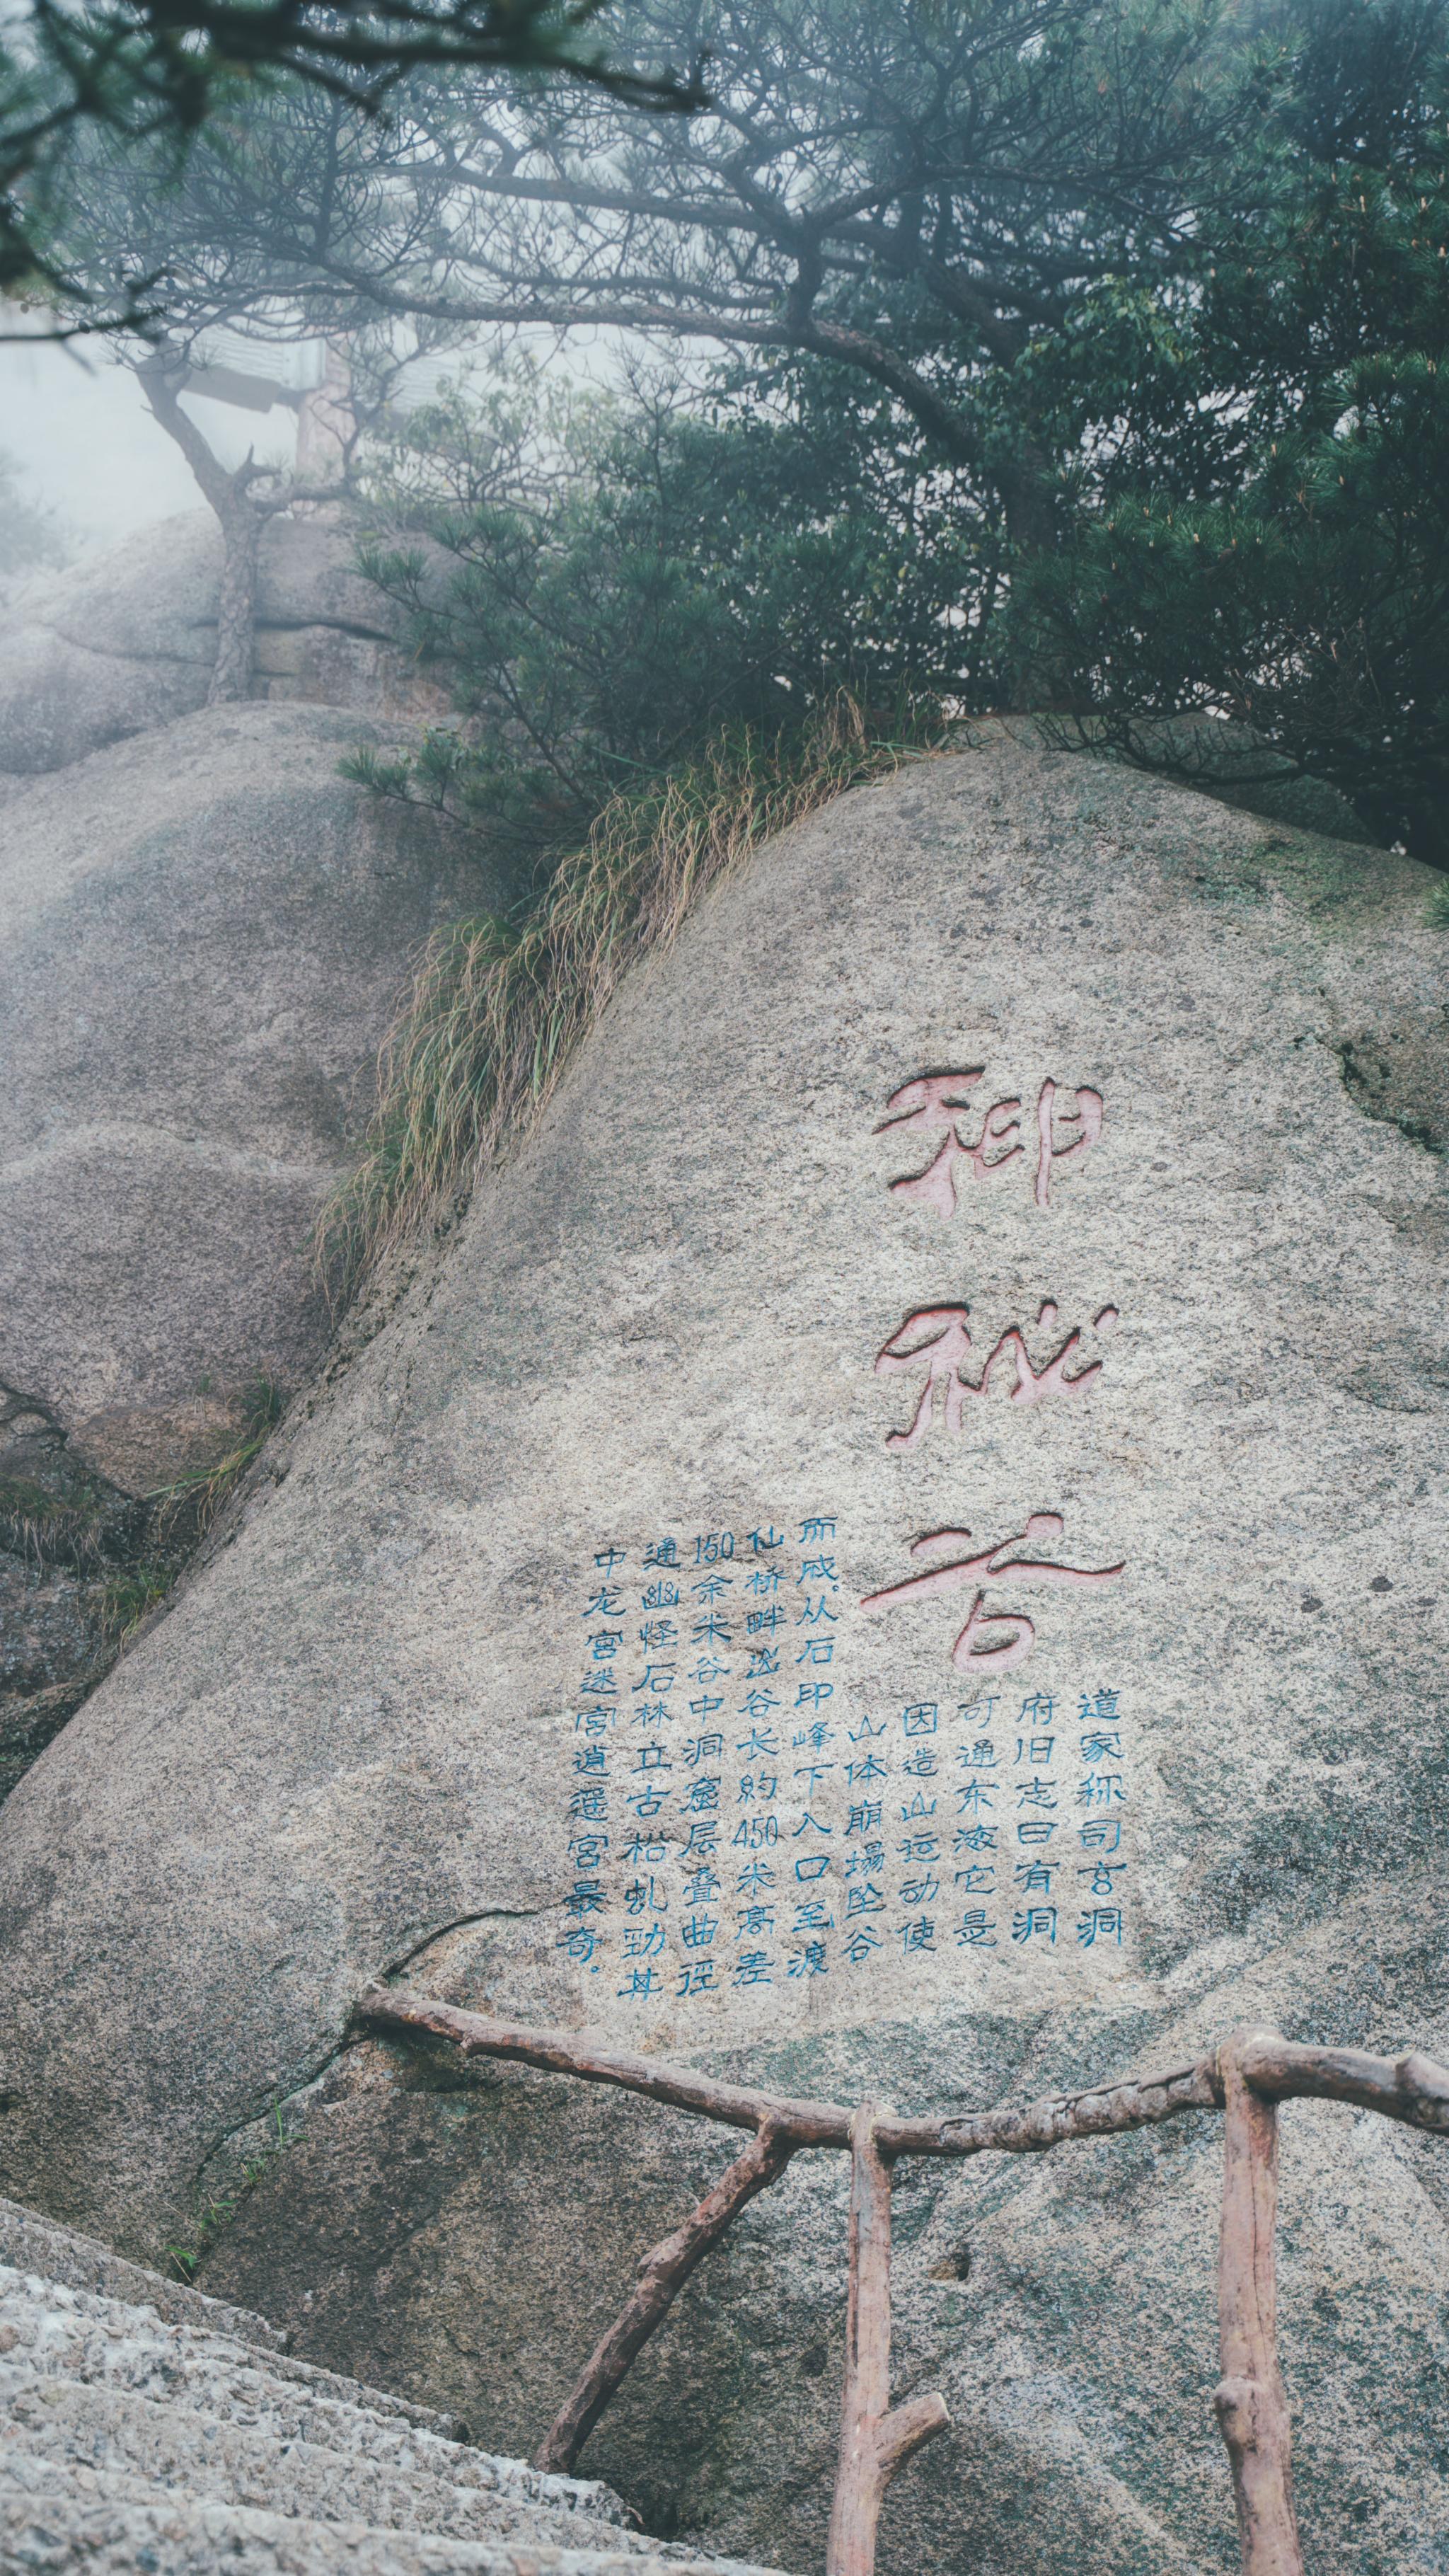 神秘谷
道家称司玄洞
府旧志曰有洞
可通东海它是
因造山运动使
山体崩塌坠谷
而成。从石印峰下入口至渡
仙桥畔出谷长約450米高差
150余米谷中洞窟层叠曲径
通幽怪石林立古松虬劲其
中龙宫迷宫逍遥宫最奇。